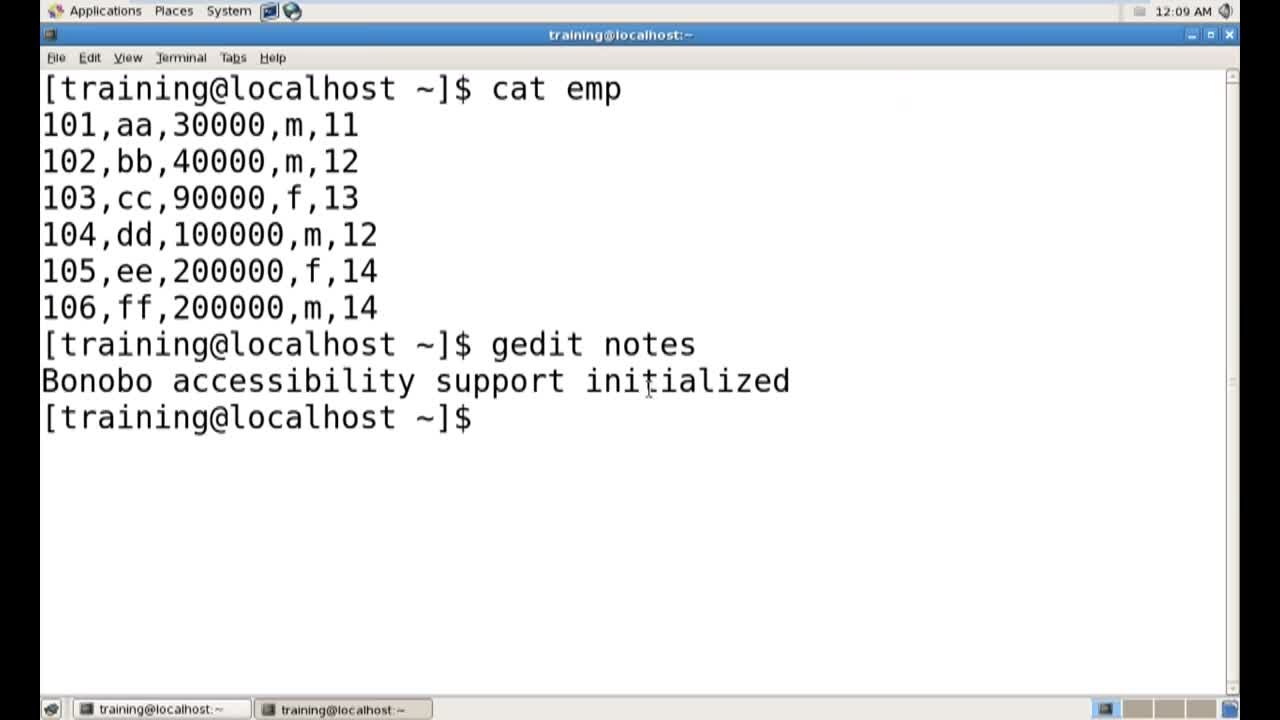 Applications Places System 12:09 AM
training@localhost:~
File Edit View Terminal Tabs Help
[training@localhost ~]$ cat emp
101,aa,30000,m,11
102,bb,40000,m,12
103,cc,90000,f,13
104,dd,100000,m,12
105,ee,200000,f,14
106,ff,200000,m,14
[training@localhost ~]$ gedit notes
Bonobo accessibility support initialized
[training@localhost ~]$
training@localhost:~ training@localhost:~